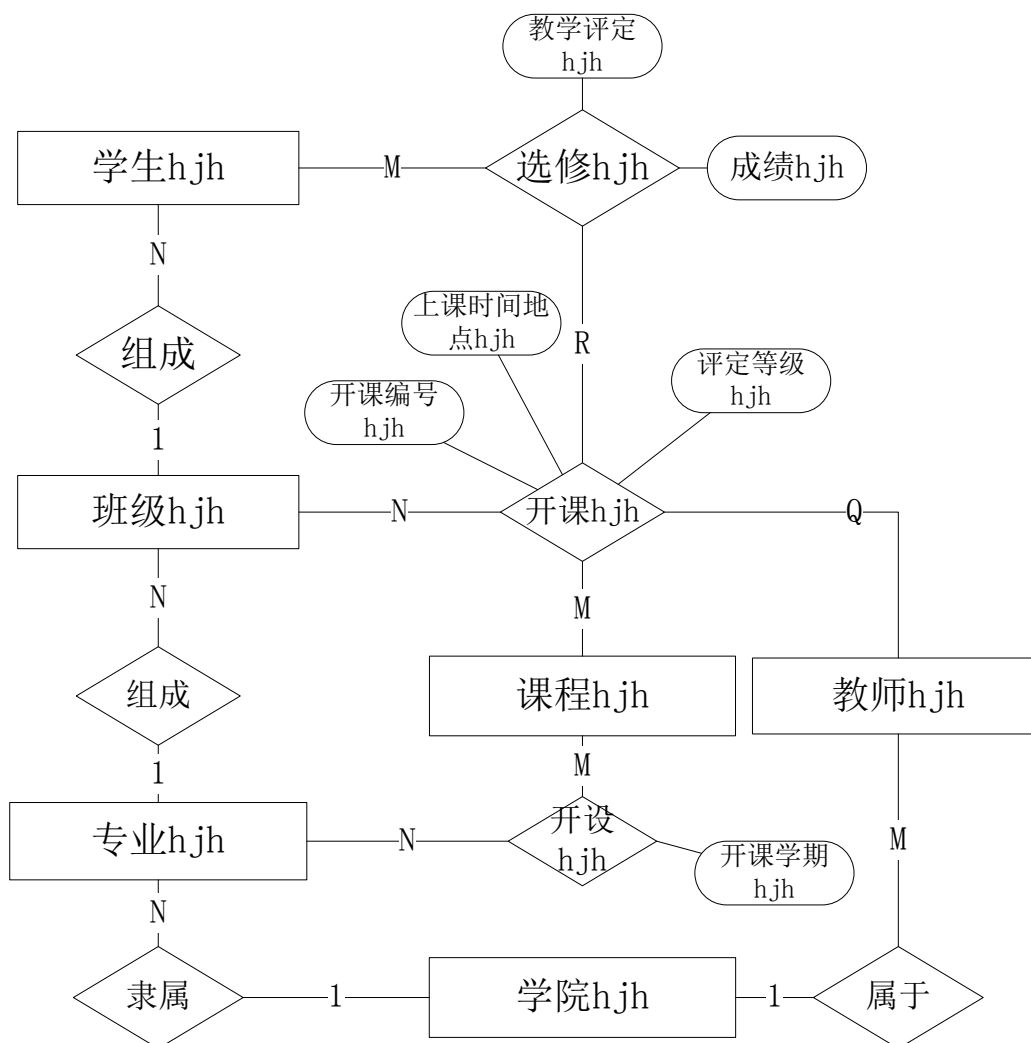 教学评定
hjh
学生hjh
M
选修hjh
成绩hjh
N
上课时间地
点hjh
R
组成
评定等级
hjh
开课编号
hjh
1
班级hjh
N
开课hjh
Q
N
M
组成
课程hjh
教师hjh
1
M
专业hjh
N
开设
hjh
M
开课学期
hjh
N
隶属
1
学院hjh
1
属于